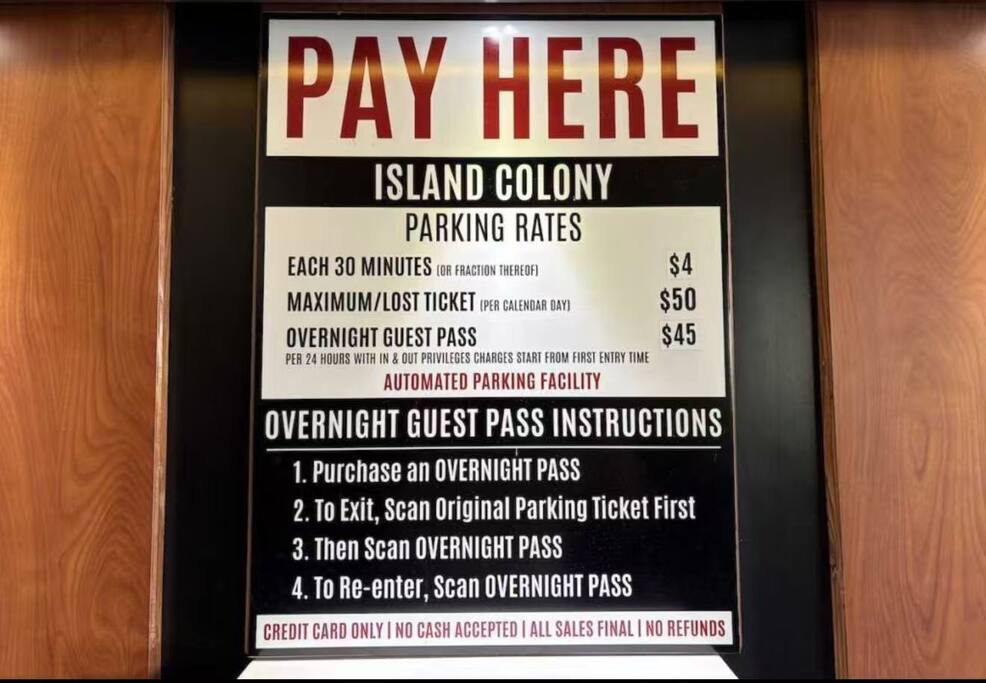 PAY HERE
ISLAND COLONY
PARKING RATES
EACH 30 MINUTES (OR FRACTION THEREOF) $4
MAXIMUM/LOST TICKET (PER CALENDAR DAY) $50
OVERNIGHT GUEST PASS $45
PER 24 HOURS WITH IN & OUT PRIVILEGES CHARGES START FROM FIRST ENTRY TIME
AUTOMATED PARKING FACILITY
OVERNIGHT GUEST PASS INSTRUCTIONS
1. Purchase an OVERNIGHT PASS
2. To Exit, Scan Original Parking Ticket First
3. Then Scan OVERNIGHT PASS
4. To Re-enter, Scan OVERNIGHT PASS
CREDIT CARD ONLY | NO CASH ACCEPTED | ALL SALES FINAL | NO REFUNDS